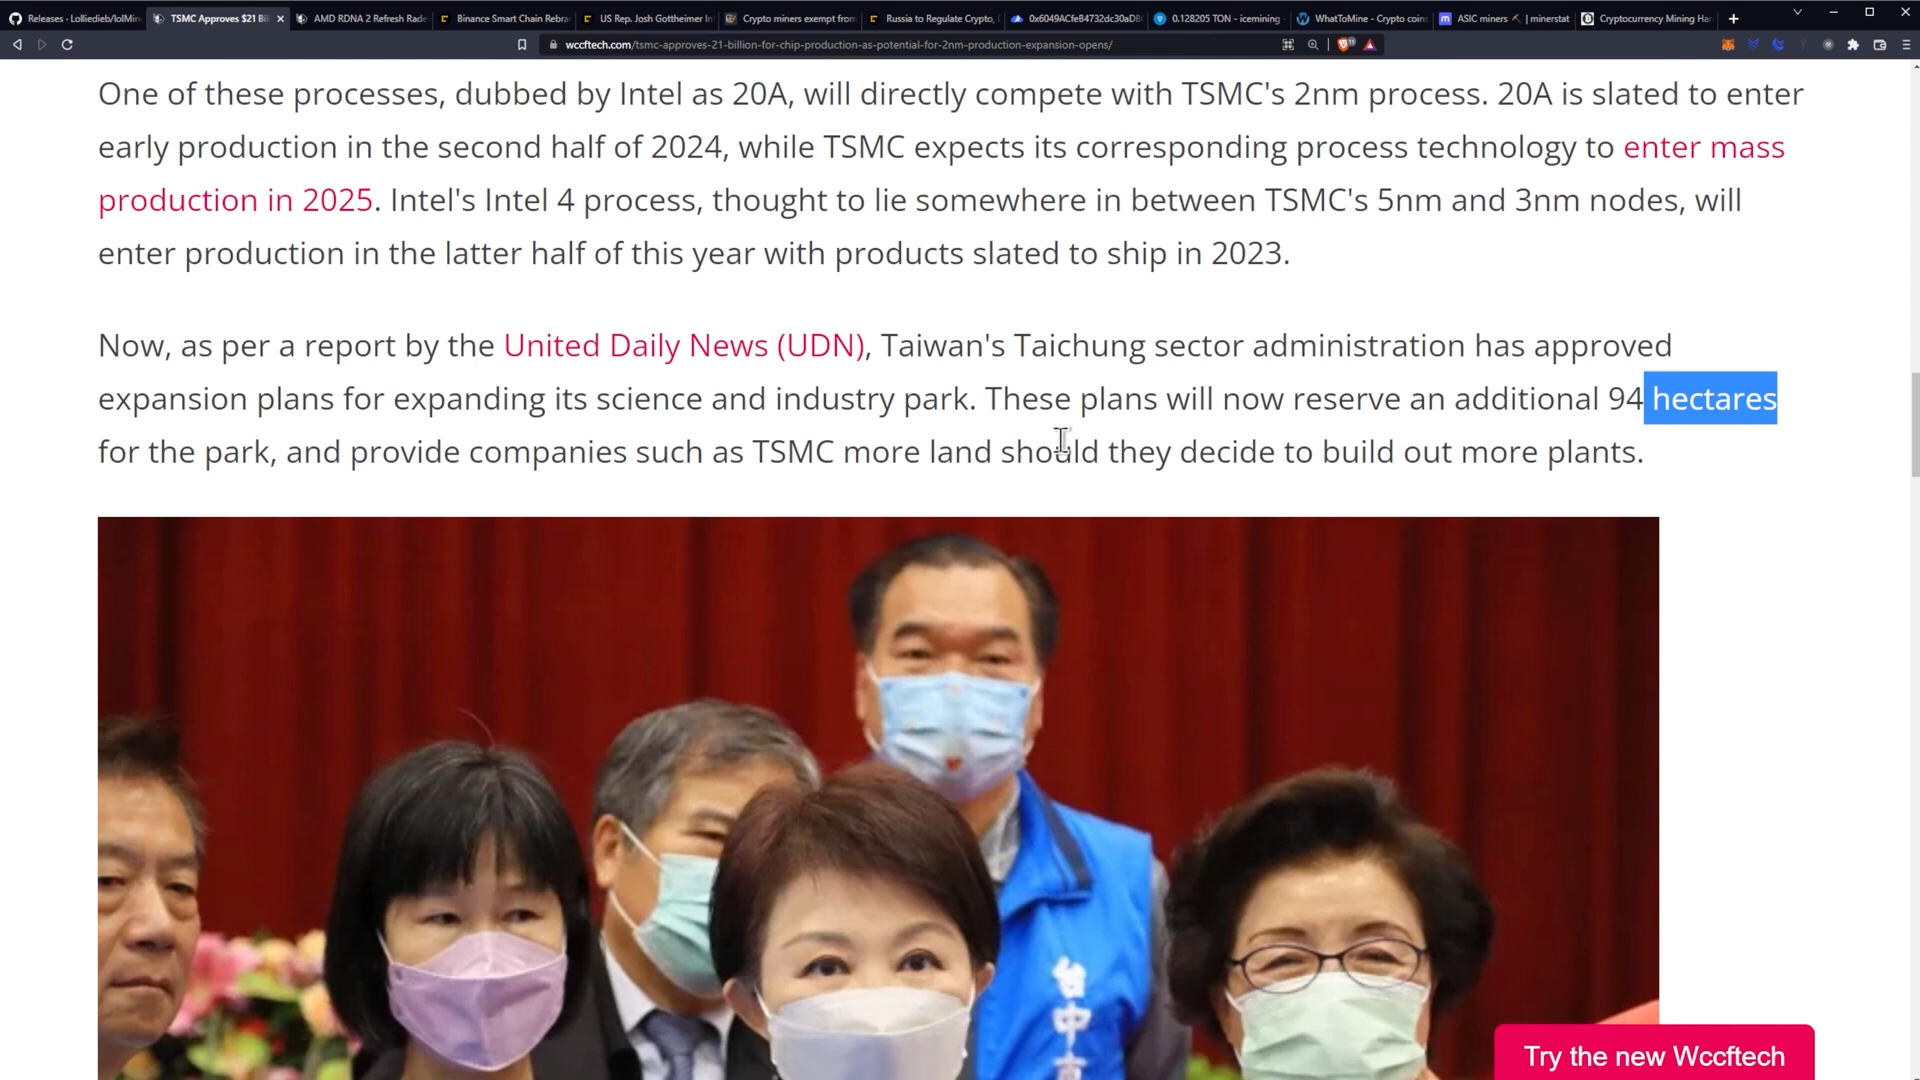 Releases - Lolliedieb/lolMin
TSMC Approves $21 Bi
AMD RDNA 2 Refresh Rade
Binance Smart Chain Rebra
US Rep. Josh Gottheimer In
Crypto miners exempt from
Russia to Regulate Crypto,
0x6049ACfeB4732dc30aDB
0.128205 TON - icemining
WhatToMine - Crypto coin
ASIC miners | minerstat
Cryptocurrency Mining Ha
wccftech.com/tsmc-approves-21-billion-for-chip-production-as-potential-for-2nm-production-expansion-opens/
One of these processes, dubbed by Intel as 20A, will directly compete with TSMC's 2nm process. 20A is slated to enter
early production in the second half of 2024, while TSMC expects its corresponding process technology to enter mass
production in 2025. Intel's Intel 4 process, thought to lie somewhere in between TSMC's 5nm and 3nm nodes, will
enter production in the latter half of this year with products slated to ship in 2023.
Now, as per a report by the United Daily News (UDN), Taiwan's Taichung sector administration has approved
expansion plans for expanding its science and industry park. These plans will now reserve an additional 94 hectares
for the park, and provide companies such as TSMC more land should they decide to build out more plants.
台中市
Try the new Wccftech